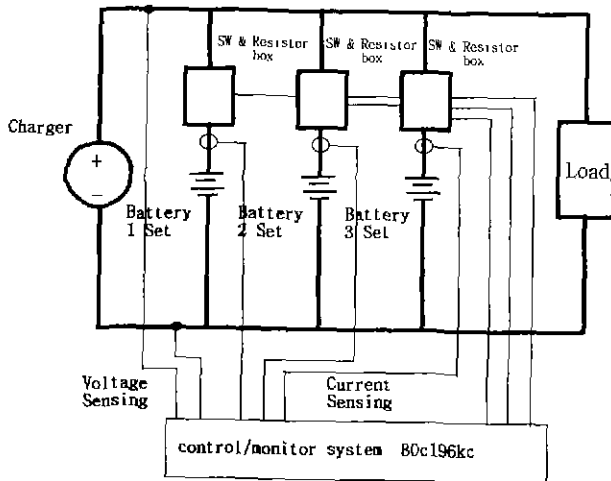 SW & Resistor
box
SW & Resistor
box
SW & Resistor
box
Charger
+
−
Load
Battery
1 Set
Battery
2 Set
Battery
3 Set
Voltage
Sensing
Current
Sensing
control/monitor system 80c196kc